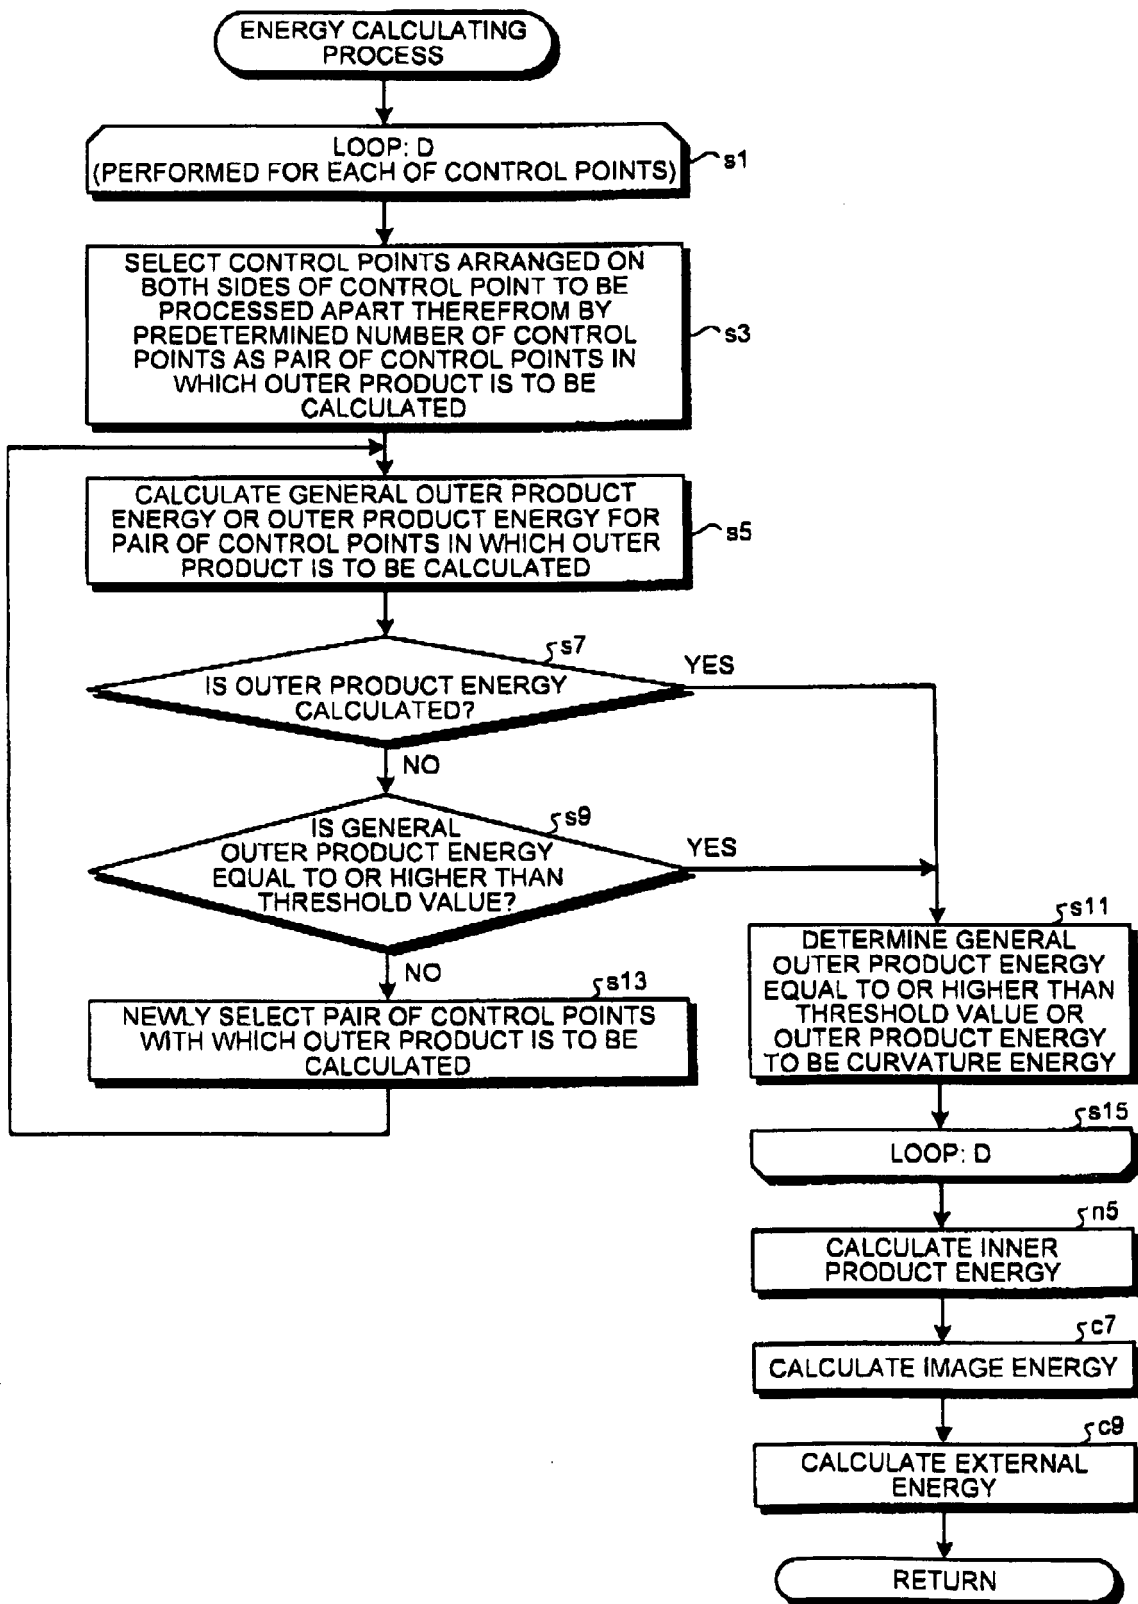 ENERGY CALCULATING
PROCESS
LOOP: D
(PERFORMED FOR EACH OF CONTROL POINTS)
s1
SELECT CONTROL POINTS ARRANGED ON
BOTH SIDES OF CONTROL POINT TO BE
PROCESSED APART THEREFROM BY
PREDETERMINED NUMBER OF CONTROL
POINTS AS PAIR OF CONTROL POINTS IN
WHICH OUTER PRODUCT IS TO BE
CALCULATED
s3
CALCULATE GENERAL OUTER PRODUCT
ENERGY OR OUTER PRODUCT ENERGY FOR
PAIR OF CONTROL POINTS IN WHICH OUTER
PRODUCT IS TO BE CALCULATED
s5
s7
IS OUTER PRODUCT ENERGY
CALCULATED?
YES
NO
s9
IS GENERAL
OUTER PRODUCT ENERGY
EQUAL TO OR HIGHER THAN
THRESHOLD VALUE?
YES
NO
s13
NEWLY SELECT PAIR OF CONTROL POINTS
WITH WHICH OUTER PRODUCT IS TO BE
CALCULATED
s11
DETERMINE GENERAL
OUTER PRODUCT ENERGY
EQUAL TO OR HIGHER THAN
THRESHOLD VALUE OR
OUTER PRODUCT ENERGY
TO BE CURVATURE ENERGY
s15
LOOP: D
n5
CALCULATE INNER
PRODUCT ENERGY
c7
CALCULATE IMAGE ENERGY
c9
CALCULATE EXTERNAL
ENERGY
RETURN